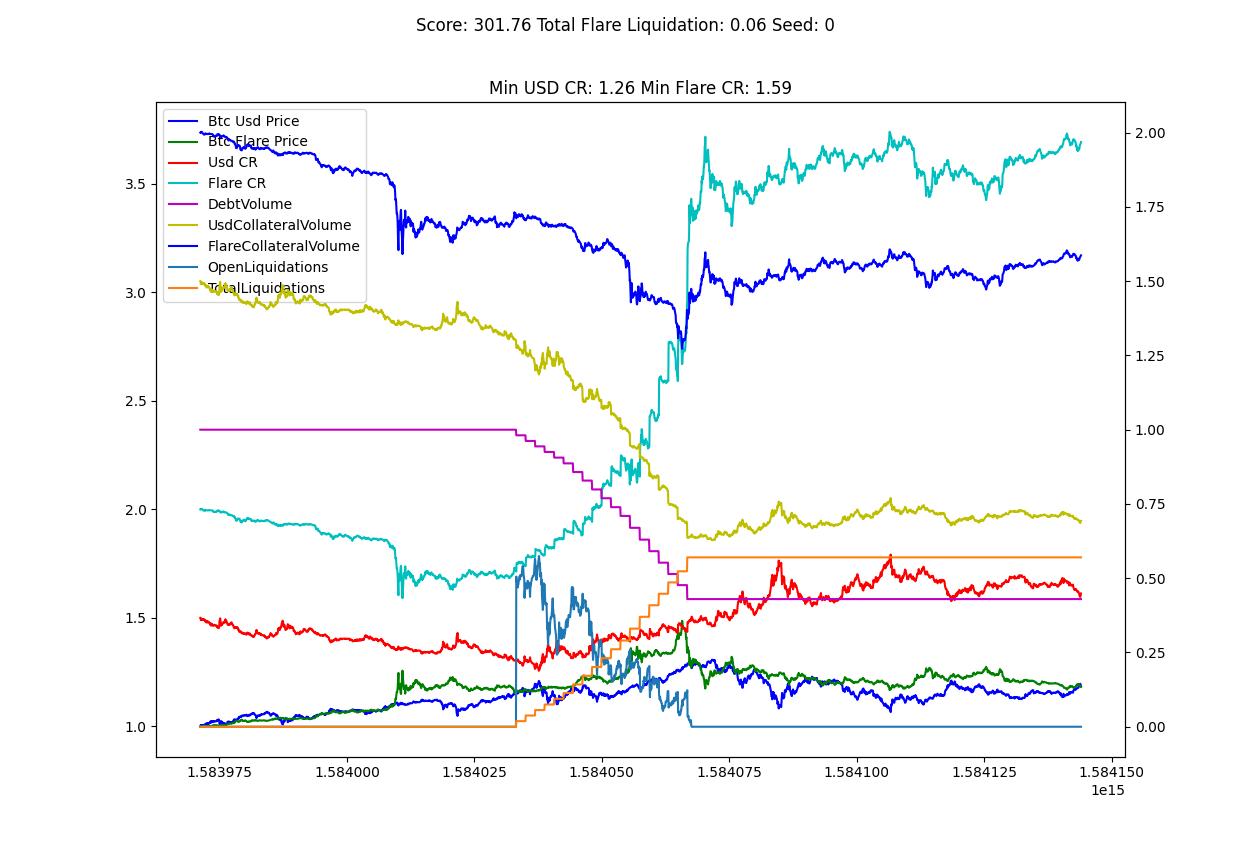 Score: 301.76 Total Flare Liquidation: 0.06 Seed: 0
Min USD CR: 1.26 Min Flare CR: 1.59
Btc Usd Price
Btc Flare Price
Usd CR
Flare CR
DebtVolume
UsdCollateralVolume
FlareCollateralVolume
OpenLiquidations
TotalLiquidations
3.5
3.0
2.5
2.0
1.5
1.0
2.00
1.75
1.50
1.25
1.00
0.75
0.50
0.25
0.00
1.583975 1.584000 1.584025 1.584050 1.584075 1.584100 1.584125 1.584150
1e15